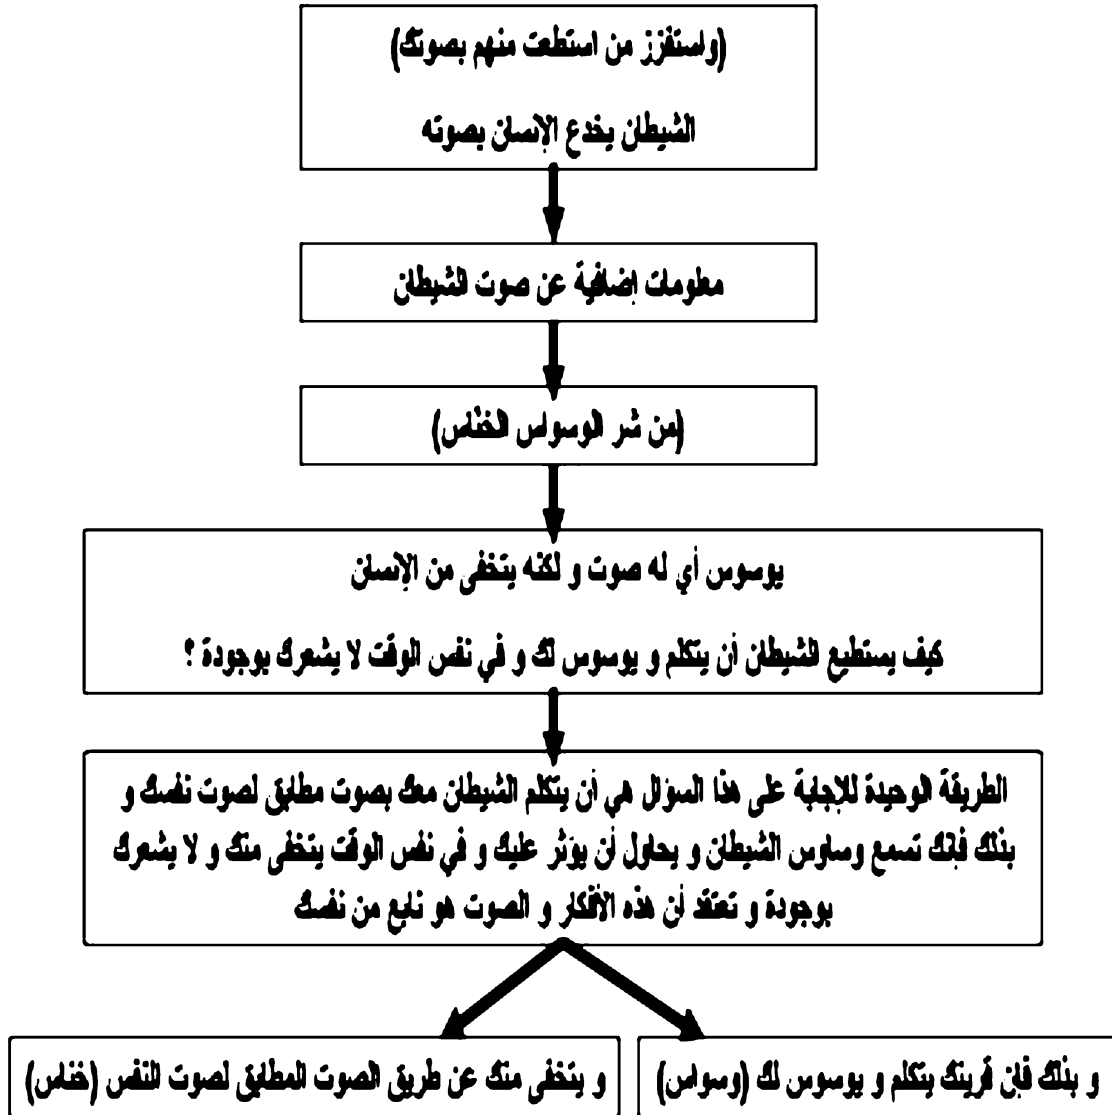 (واستفزز من استطعت منهم بصوتك)
الشيطان يخدع الإنسان بصوته
معلومات إضافية عن صوت الشيطان
(من شر الوسواس الخنّاس)
يوسوس أي له صوت و لكنه يتخفى من الإنسان
كيف يستطيع الشيطان أن يتكلم و يوسوس لك و في نفس الوقت لا يشعرك بوجودة ؟
الطريقة الوحيدة للإجابة على هذا السؤال هي أن يتكلم الشيطان معك بصوت مطابق لصوت نفسك و
بذلك فإنك تسمع وساوس الشيطان و يحاول أن يؤثر عليك و في نفس الوقت يتخفى منك و لا يشعرك
بوجودة و تعتقد أن هذه الأفكار و الصوت هو نابع من نفسك
و بذلك فإن قرينك يتكلم و يوسوس لك (وسواس)
و يتخفى منك عن طريق الصوت المطابق لصوت النفس (خناس)